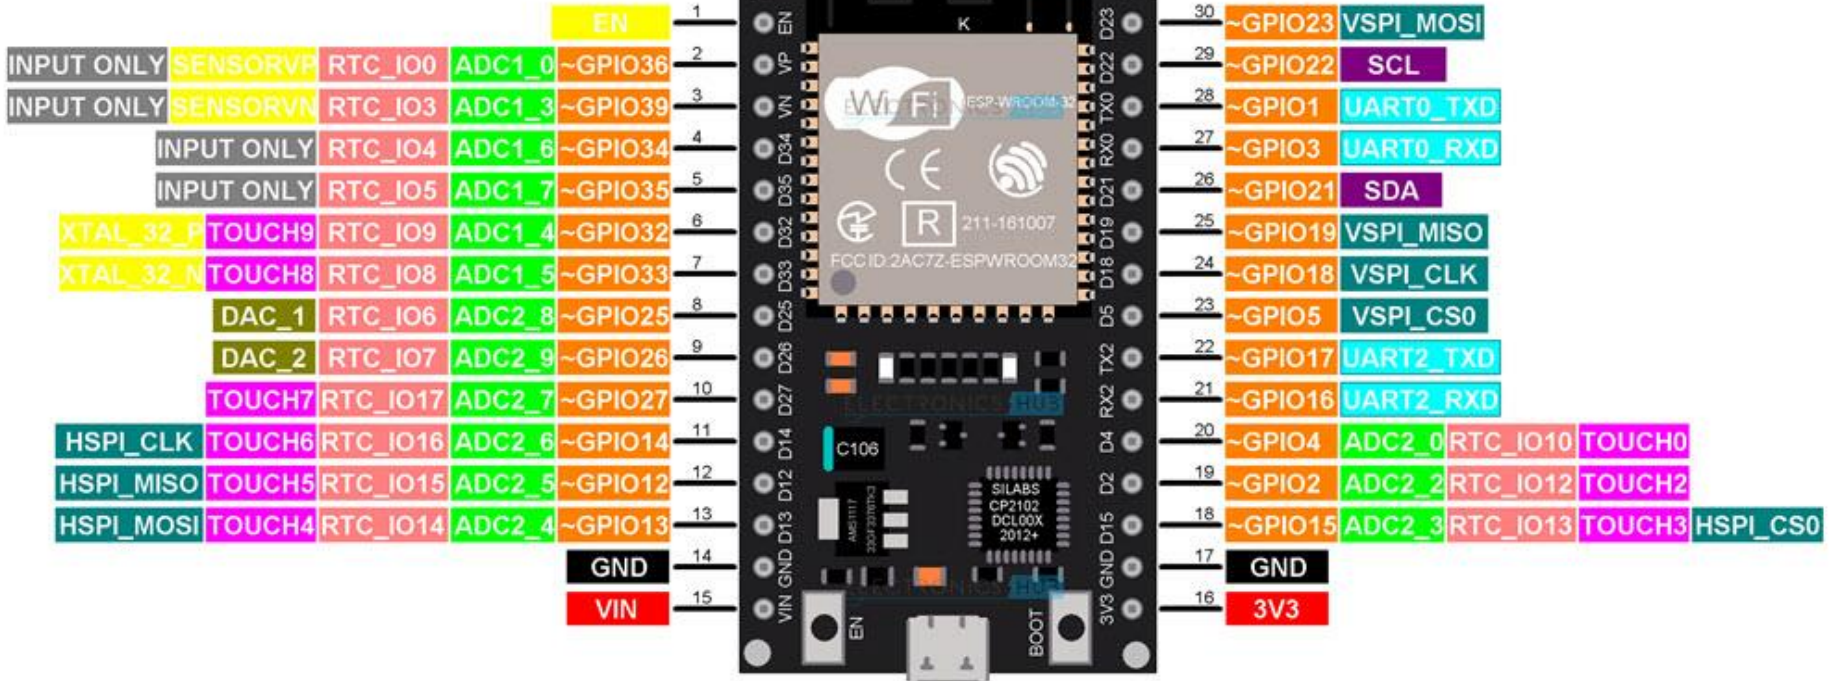 EN 1 EN K D23 30 ~GPIO23 VSPI_MOSI
INPUT ONLY SENSORVP RTC_IO0 ADC1_0 ~GPIO36 2 VP D22 29 ~GPIO22 SCL
INPUT ONLY SENSORVN RTC_IO3 ADC1_3 ~GPIO39 3 VN Wi Fi ESP-WROOM-32 TX0 28 ~GPIO1 UART0_TXD
INPUT ONLY RTC_IO4 ADC1_6 ~GPIO34 4 D34 CE RX0 27 ~GPIO3 UART0_RXD
INPUT ONLY RTC_IO5 ADC1_7 ~GPIO35 5 D35 D21 26 ~GPIO21 SDA
XTAL_32_P TOUCH9 RTC_IO9 ADC1_4 ~GPIO32 6 D32 R 211-161007 D19 25 ~GPIO19 VSPI_MISO
XTAL_32_N TOUCH8 RTC_IO8 ADC1_5 ~GPIO33 7 D33 FCC ID:2AC7Z-ESPWROOM32 D18 24 ~GPIO18 VSPI_CLK
DAC_1 RTC_IO6 ADC2_8 ~GPIO25 8 D25 D5 23 ~GPIO5 VSPI_CS0
DAC_2 RTC_IO7 ADC2_9 ~GPIO26 9 D26 TX2 22 ~GPIO17 UART2_TXD
TOUCH7 RTC_IO17 ADC2_7 ~GPIO27 10 D27 ELECTRONICS HUB RX2 21 ~GPIO16 UART2_RXD
HSPI_CLK TOUCH6 RTC_IO16 ADC2_6 ~GPIO14 11 D14 C106 D4 20 ~GPIO4 ADC2_0 RTC_IO10 TOUCH0
HSPI_MISO TOUCH5 RTC_IO15 ADC2_5 ~GPIO12 12 D12 D2 19 ~GPIO2 ADC2_2 RTC_IO12 TOUCH2
SILABS
CP2102
DCL00X
2012+
AMS1117
HSPI_MOSI TOUCH4 RTC_IO14 ADC2_4 ~GPIO13 13 D13 D15 18 ~GPIO15 ADC2_3 RTC_IO13 TOUCH3 HSPI_CS0
GND 14 GND ELECTRONICS HUB GND 17 GND
VIN 15 VIN 3V3 16 3V3
EN BOOT